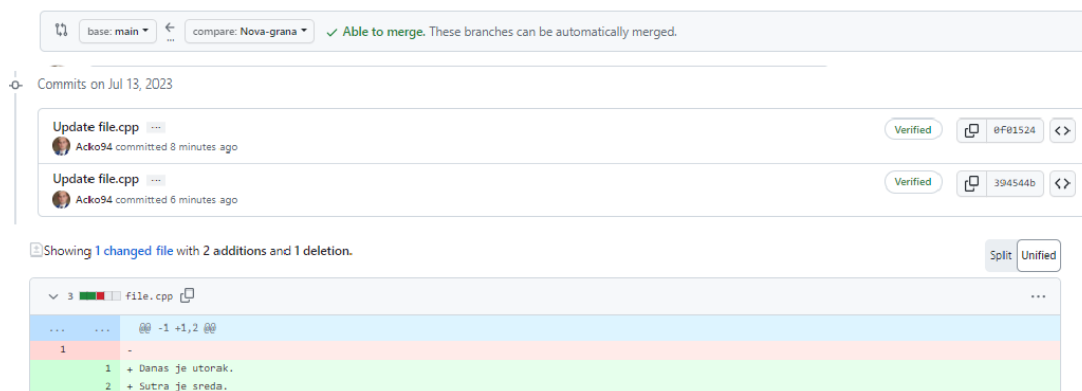 base: main compare: Nova-grana ✓ Able to merge. These branches can be automatically merged.
Commits on Jul 13, 2023
Update file.cpp ...
Verified 0f01524 <>
Acko94 committed 8 minutes ago
Update file.cpp ...
Verified 394544b <>
Acko94 committed 6 minutes ago
Showing 1 changed file with 2 additions and 1 deletion.
Split Unified
3 file.cpp ...
... ... @@ -1 +1,2 @@
1 -
1 + Danas je utorak.
2 + Sutra je sreda.